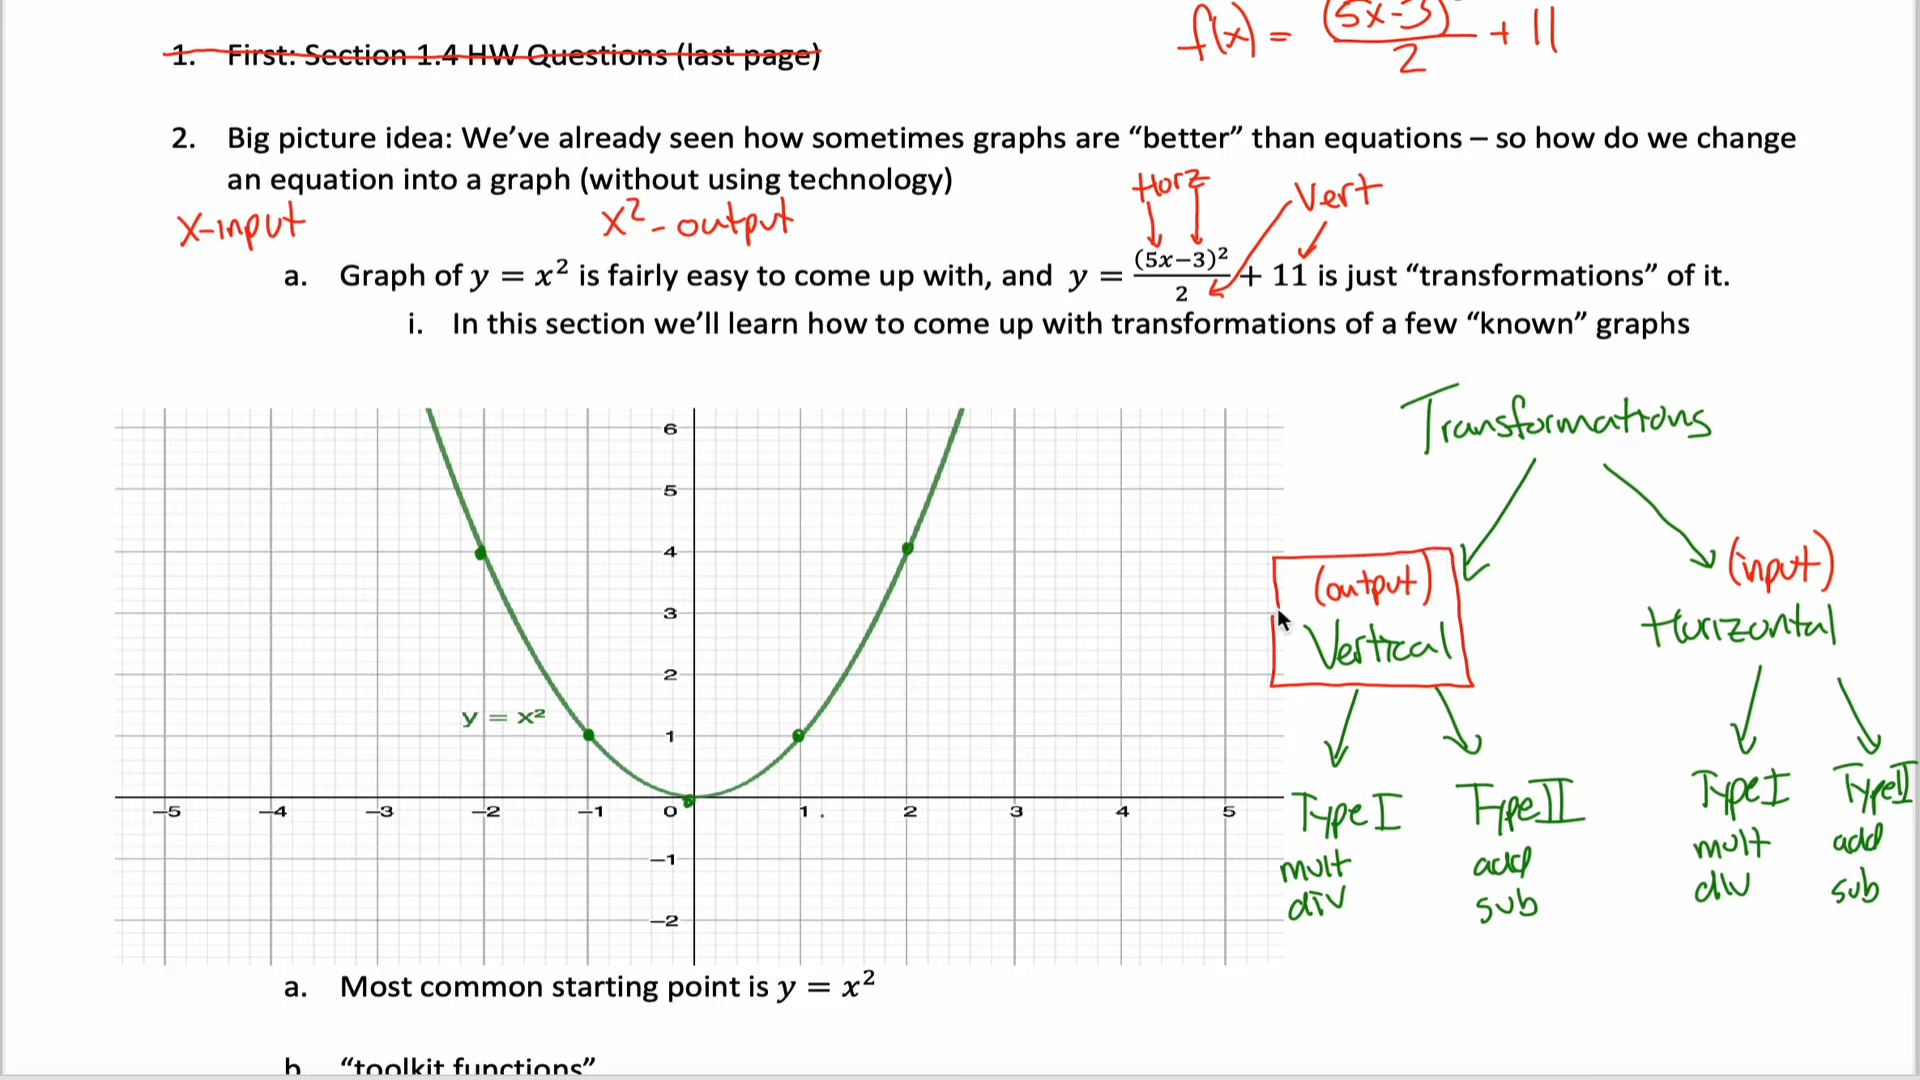 f(x) = (5x-3) / 2 + 11
1. First: Section 1.4 HW Questions (last page)
2. Big picture idea: We’ve already seen how sometimes graphs are “better” than equations – so how do we change
an equation into a graph (without using technology)
Horz
Vert
x-input
x² - output
a. Graph of y = x² is fairly easy to come up with, and y = (5x−3)² / 2 + 11 is just “transformations” of it.
i. In this section we’ll learn how to come up with transformations of a few “known” graphs
Transformations
(output)
Vertical
(input)
Horizontal
Type I
mult
div
Type II
add
sub
Type I
mult
div
Type II
add
sub
6
5
4
3
2
1
y = x²
−5 −4 −3 −2 −1 0 1 2 3 4 5
−1
−2
a. Most common starting point is y = x²
b “toolkit functions”